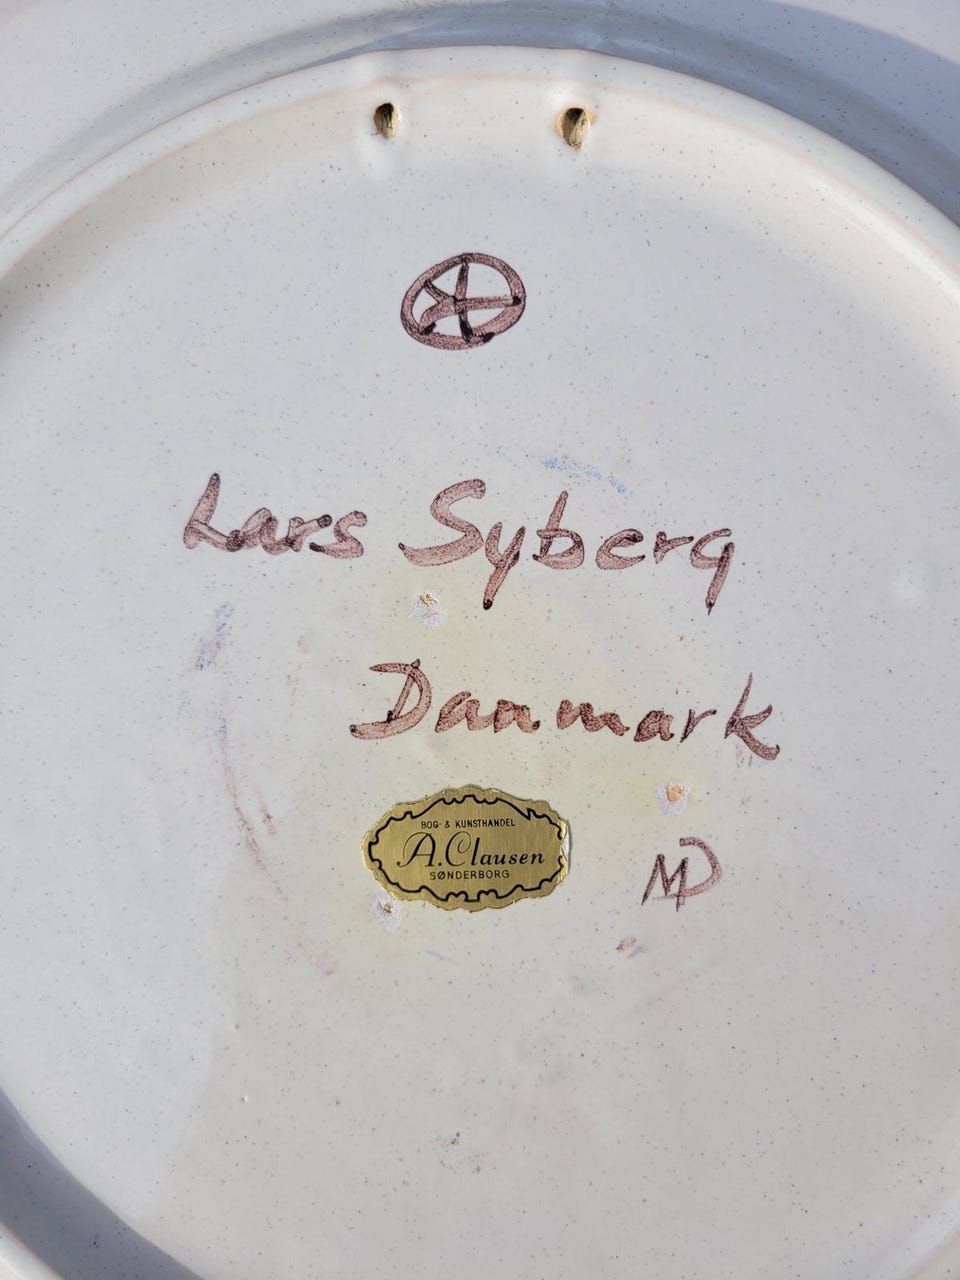 Lars Syberg
Danmark
BOG- & KUNSTHANDEL
A. Clausen
SØNDERBORG
MD